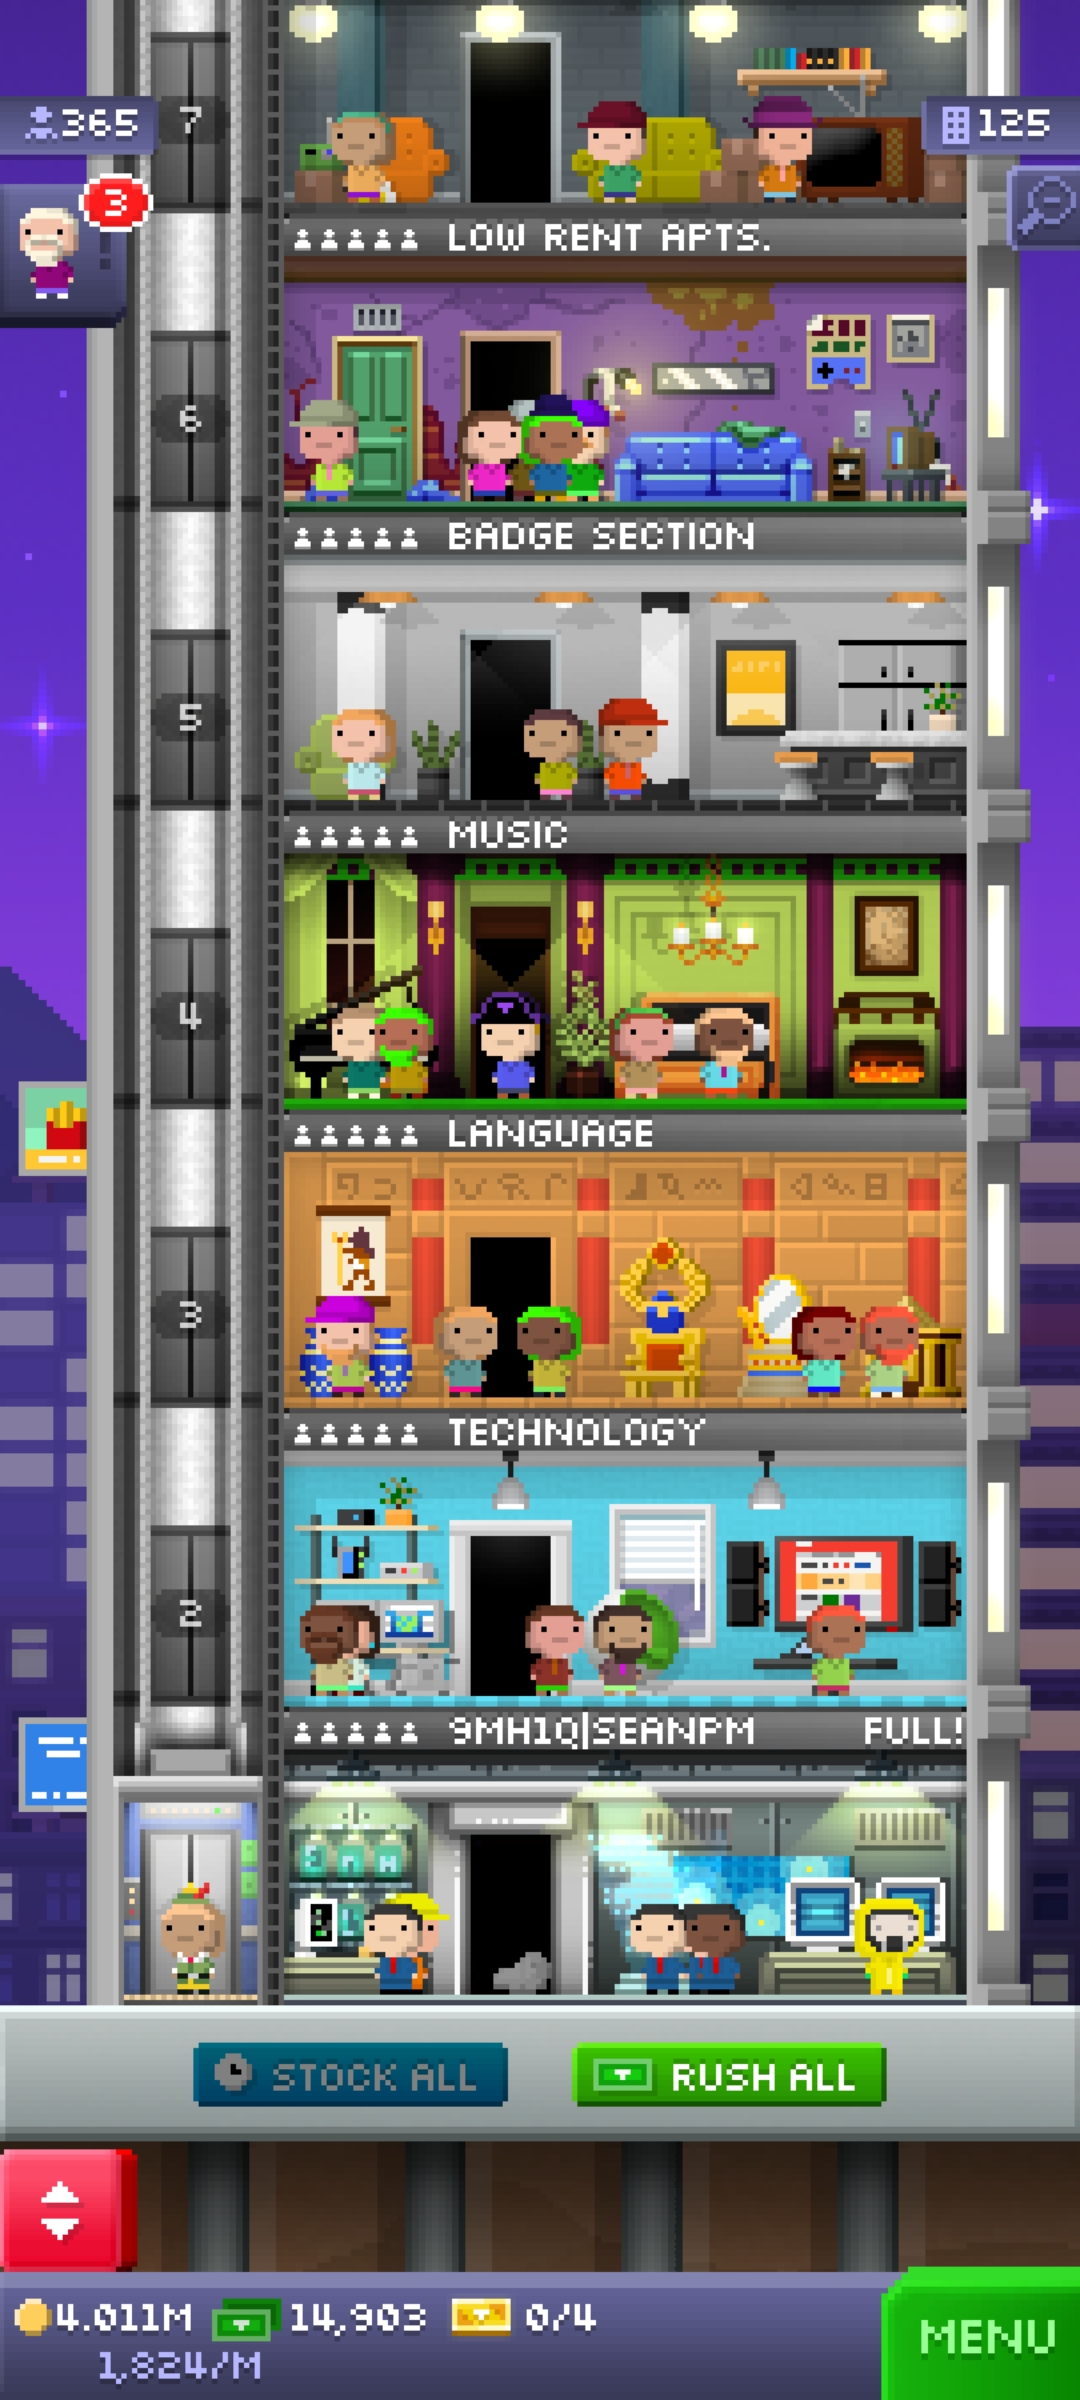 7
365
125
3
LOW RENT APTS.
6
BADGE SECTION
5
MUSIC
4
LANGUAGE
3
TECHNOLOGY
2
9MH1Q|SEANPM FULL!
STOCK ALL
RUSH ALL
4.011M 14,903 0/4
1,824/M
MENU